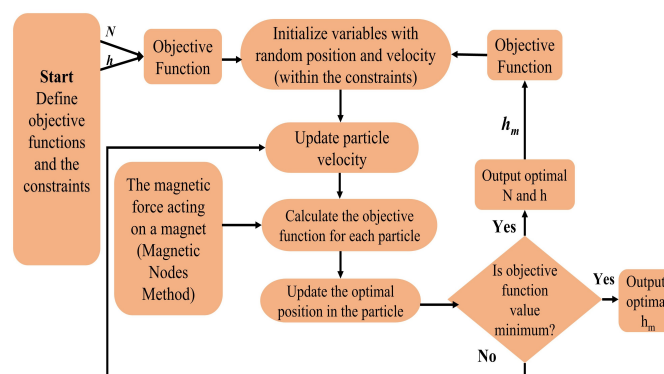 Start
Define
objective
functions
and the
constraints
N
h
Objective
Function
Initialize variables with
random position and velocity
(within the constraints)
Objective
Function
h_m
Update particle
velocity
Output optimal
N and h
The magnetic
force acting
on a magnet
(Magnetic
Nodes
Method)
Calculate the objective
function for each particle
Yes
Update the optimal
position in the particle
Is objective
function
value
minimum?
Yes
Output
optimal
h_m
No